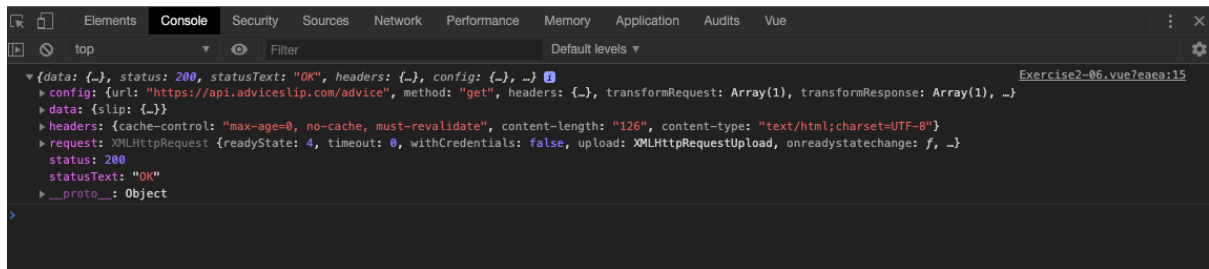 Elements Console Security Sources Network Performance Memory Application Audits Vue
top Filter Default levels
{data: {…}, status: 200, statusText: "OK", headers: {…}, config: {…}, …} Exercise2-06.vue?eaea:15
config: {url: "https://api.adviceslip.com/advice", method: "get", headers: {…}, transformRequest: Array(1), transformResponse: Array(1), …}
data: {slip: {…}}
headers: {cache-control: "max-age=0, no-cache, must-revalidate", content-length: "126", content-type: "text/html;charset=UTF-8"}
request: XMLHttpRequest {readyState: 4, timeout: 0, withCredentials: false, upload: XMLHttpRequestUpload, onreadystatechange: ƒ, …}
status: 200
statusText: "OK"
__proto__: Object